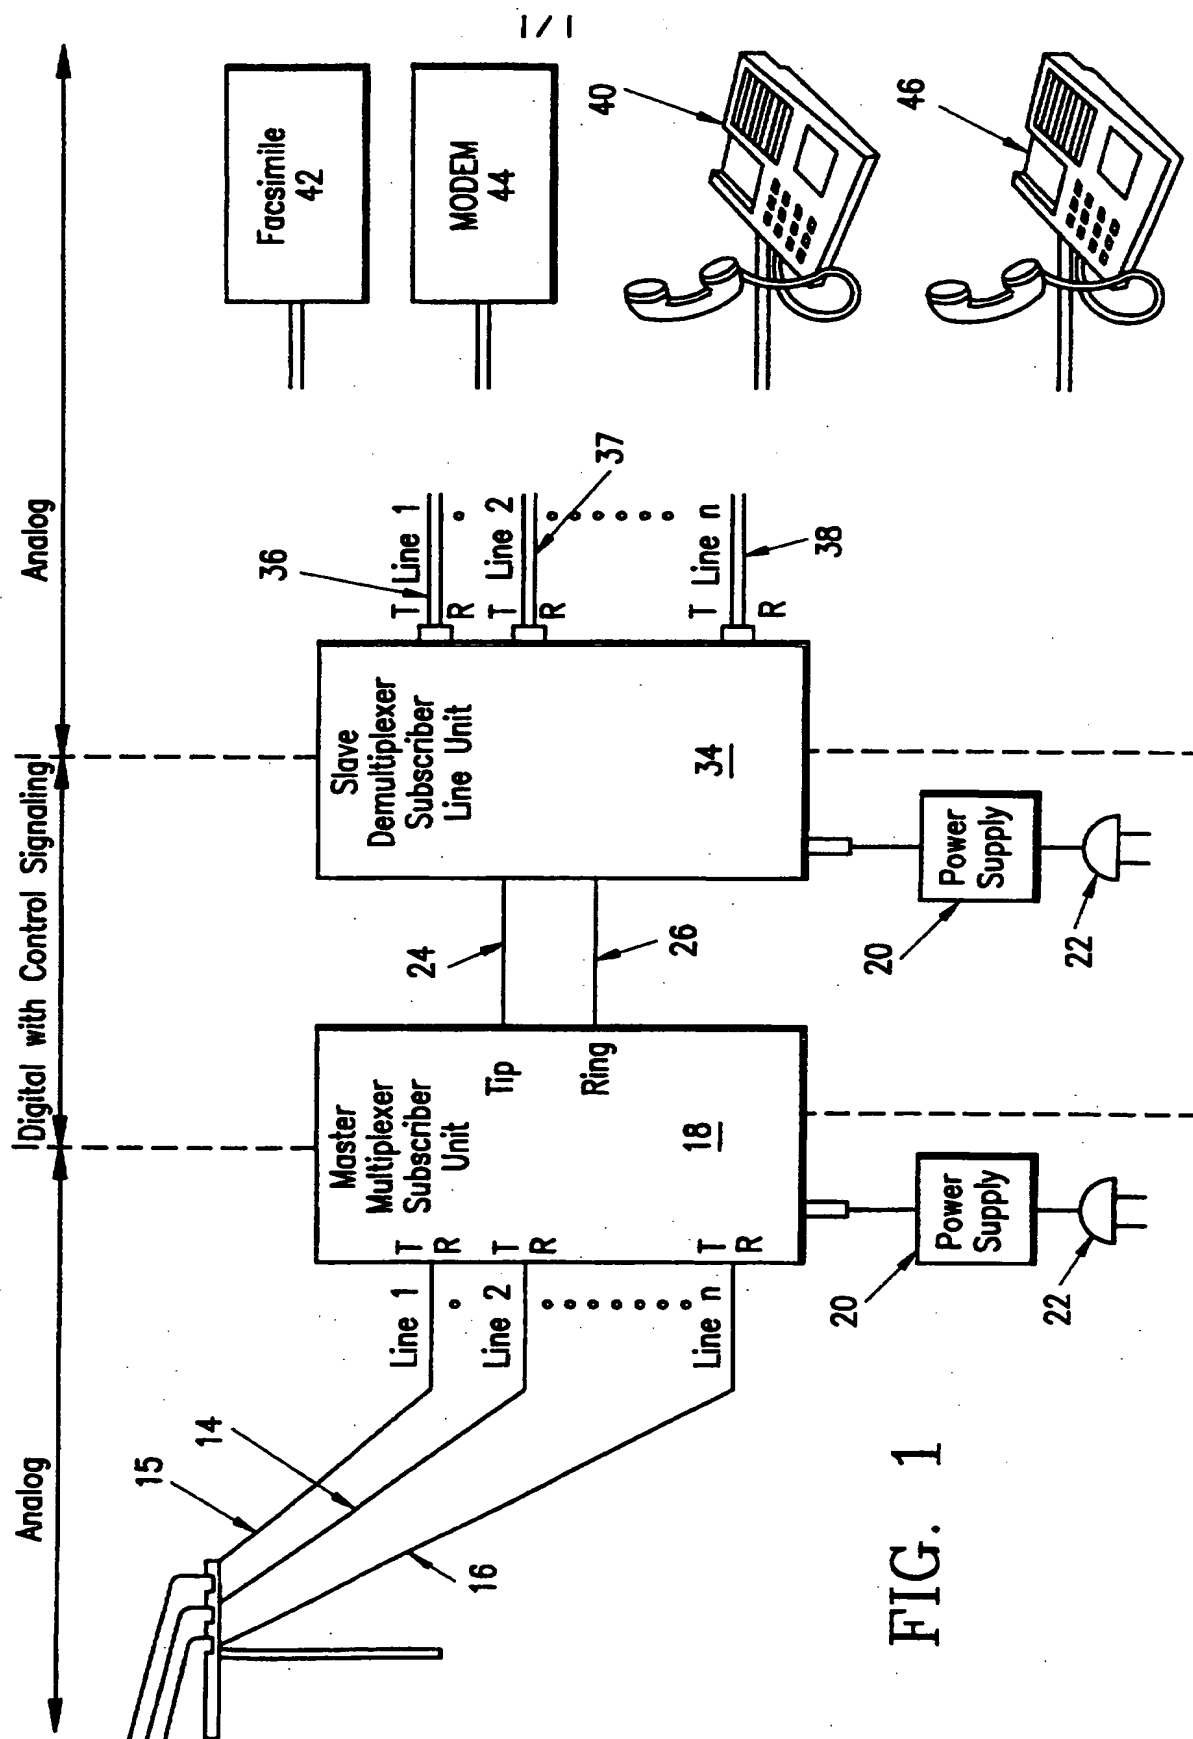 1/1
Analog
Digital with Control Signaling
Analog
15
14
16
Line 1
Line 2
Line n
T
R
T
R
T
R
Master
Multiplexer
Subscriber
Unit
Tip
Ring
18
24
26
Slave
Demultiplexer
Subscriber
Line Unit
34
36
T Line 1
R
T Line 2
R
37
T Line n
R
38
Facsimile
42
MODEM
44
40
46
20
Power
Supply
22
20
Power
Supply
22
FIG. 1